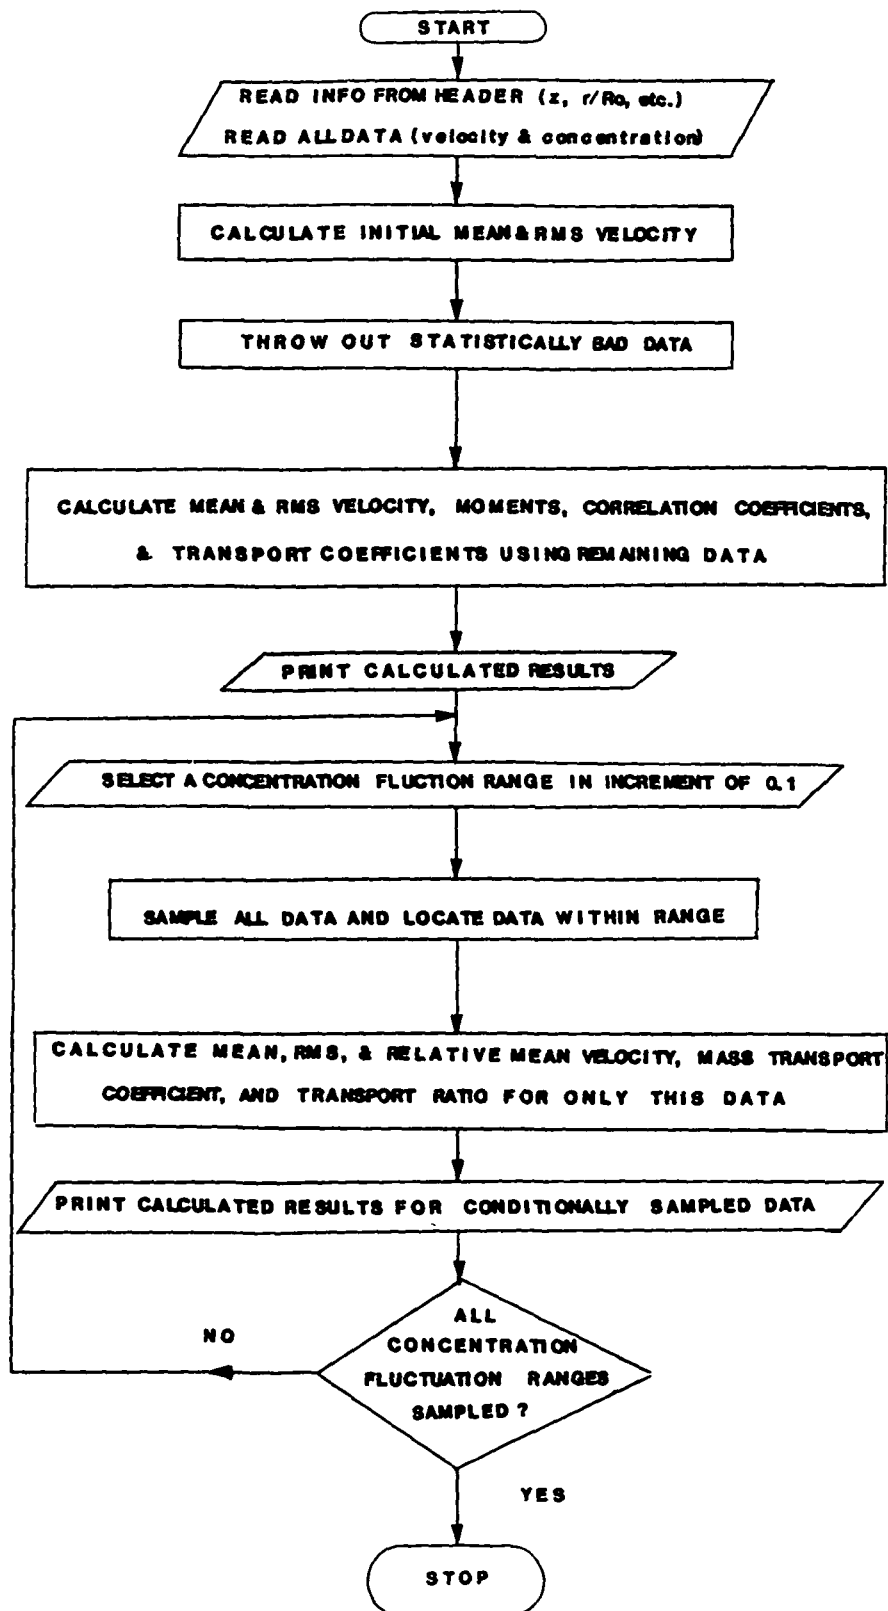 START
READ INFO FROM HEADER (z, r/Ro, etc.)
READ ALL DATA (velocity & concentration)
CALCULATE INITIAL MEAN & RMS VELOCITY
THROW OUT STATISTICALLY BAD DATA
CALCULATE MEAN & RMS VELOCITY, MOMENTS, CORRELATION COEFFICIENTS,
& TRANSPORT COEFFICIENTS USING REMAINING DATA
PRINT CALCULATED RESULTS
SELECT A CONCENTRATION FLUCTION RANGE IN INCREMENT OF 0.1
SAMPLE ALL DATA AND LOCATE DATA WITHIN RANGE
CALCULATE MEAN, RMS, & RELATIVE MEAN VELOCITY, MASS TRANSPORT
COEFFICIENT, AND TRANSPORT RATIO FOR ONLY THIS DATA
PRINT CALCULATED RESULTS FOR CONDITIONALLY SAMPLED DATA
ALL
CONCENTRATION
FLUCTUATION RANGES
SAMPLED?
NO
YES
STOP